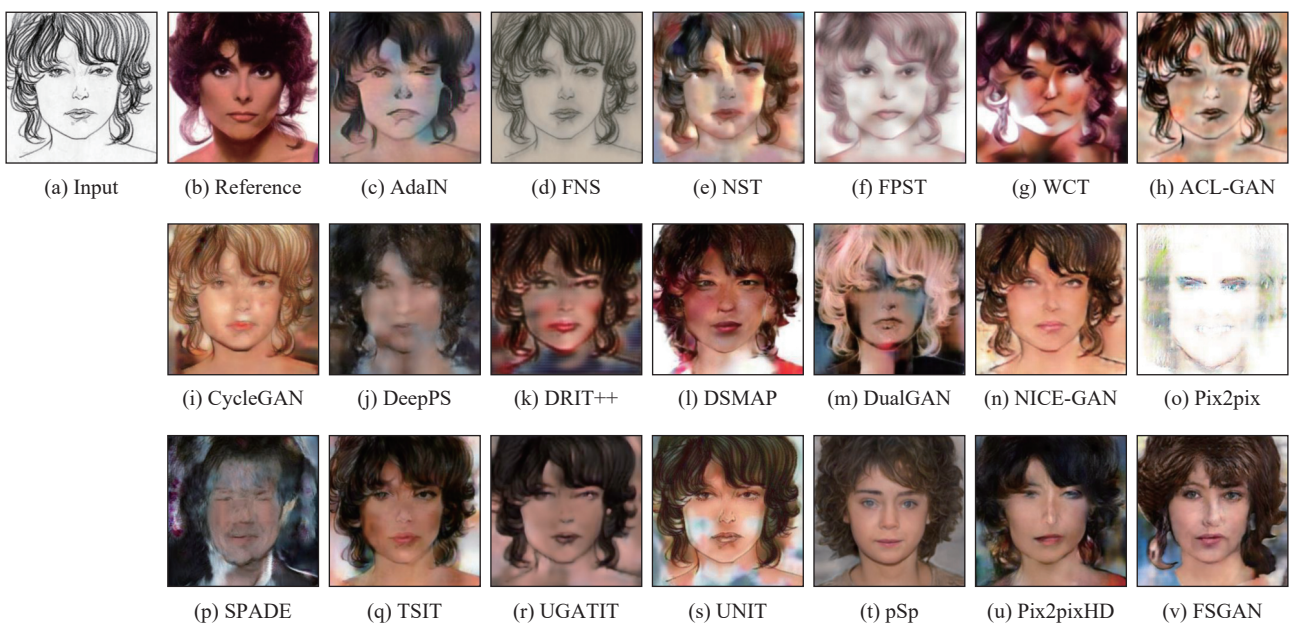 (a) Input (b) Reference (c) AdaIN (d) FNS (e) NST (f) FPST (g) WCT (h) ACL-GAN
(i) CycleGAN (j) DeepPS (k) DRIT++ (l) DSMAP (m) DualGAN (n) NICE-GAN (o) Pix2pix
(p) SPADE (q) TSIT (r) UGATIT (s) UNIT (t) pSp (u) Pix2pixHD (v) FSGAN